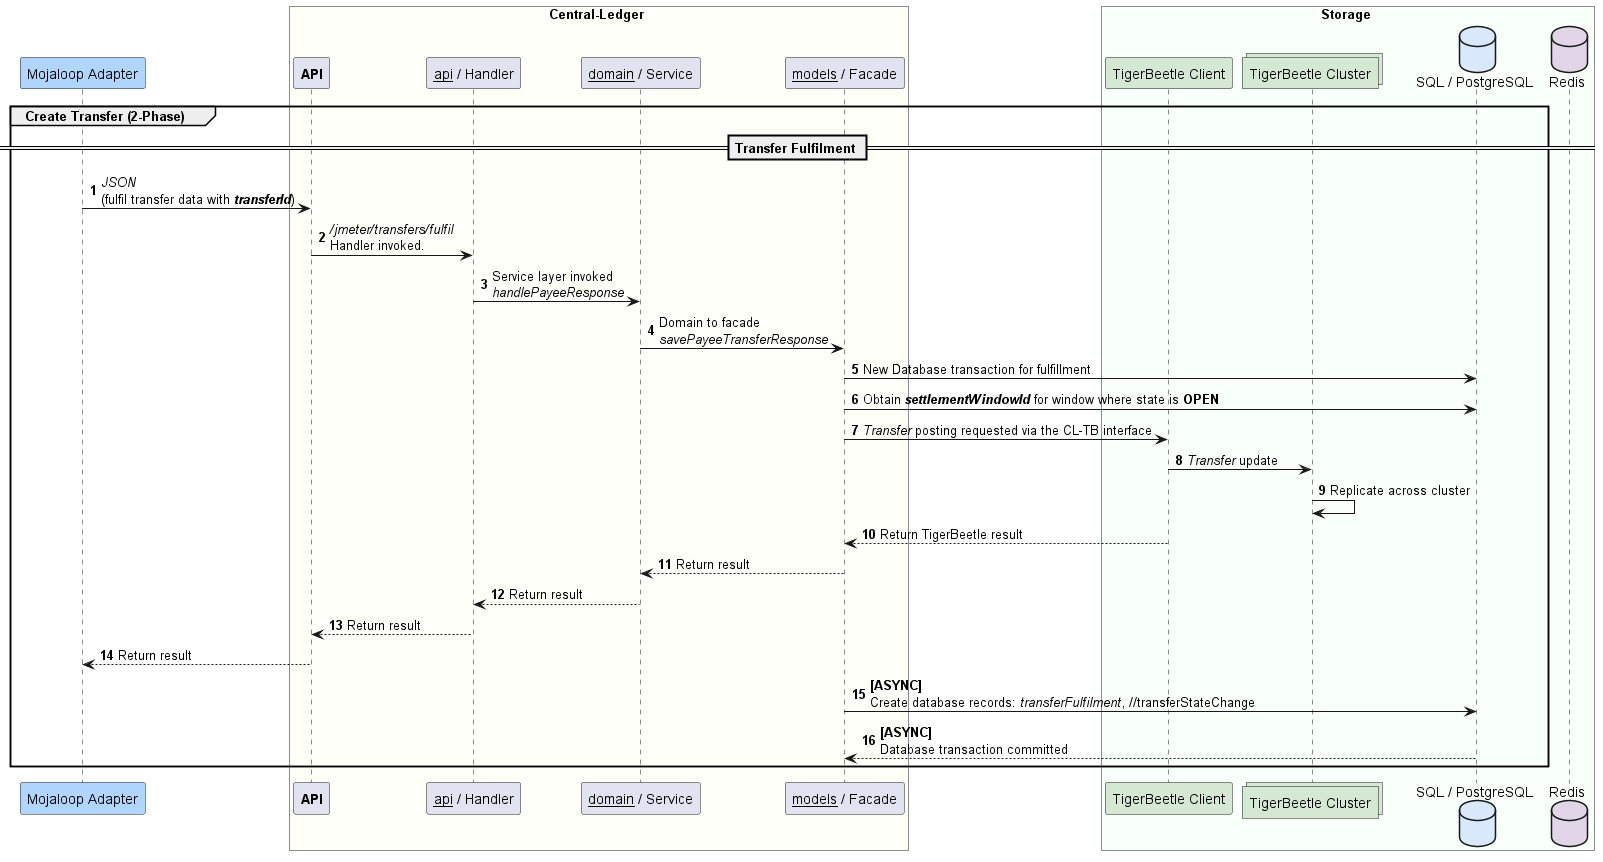 Central-Ledger
Storage
Mojaloop Adapter
API
api / Handler
domain / Service
models / Facade
TigerBeetle Client
TigerBeetle Cluster
SQL / PostgreSQL
Redis
Create Transfer (2-Phase)
Transfer Fulfilment
1 JSON
(fulfil transfer data with transferId)
2 /jmeter/transfers/fulfil
Handler invoked.
3 Service layer invoked
handlePayeeResponse
4 Domain to facade
savePayeeTransferResponse
5 New Database transaction for fulfillment
6 Obtain settlementWindowId for window where state is OPEN
7 Transfer posting requested via the CL-TB interface
8 Transfer update
9 Replicate across cluster
10 Return TigerBeetle result
11 Return result
12 Return result
13 Return result
14 Return result
15 [ASYNC]
Create database records: transferFulfilment, //transferStateChange
16 [ASYNC]
Database transaction committed
Mojaloop Adapter
API
api / Handler
domain / Service
models / Facade
TigerBeetle Client
TigerBeetle Cluster
SQL / PostgreSQL
Redis